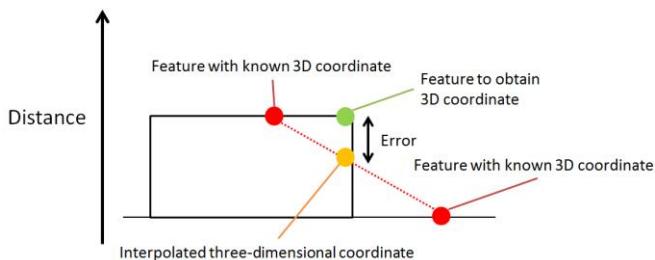 Feature with known 3D coordinate
Feature to obtain
3D coordinate
Distance
Error
Feature with known 3D coordinate
Interpolated three-dimensional coordinate